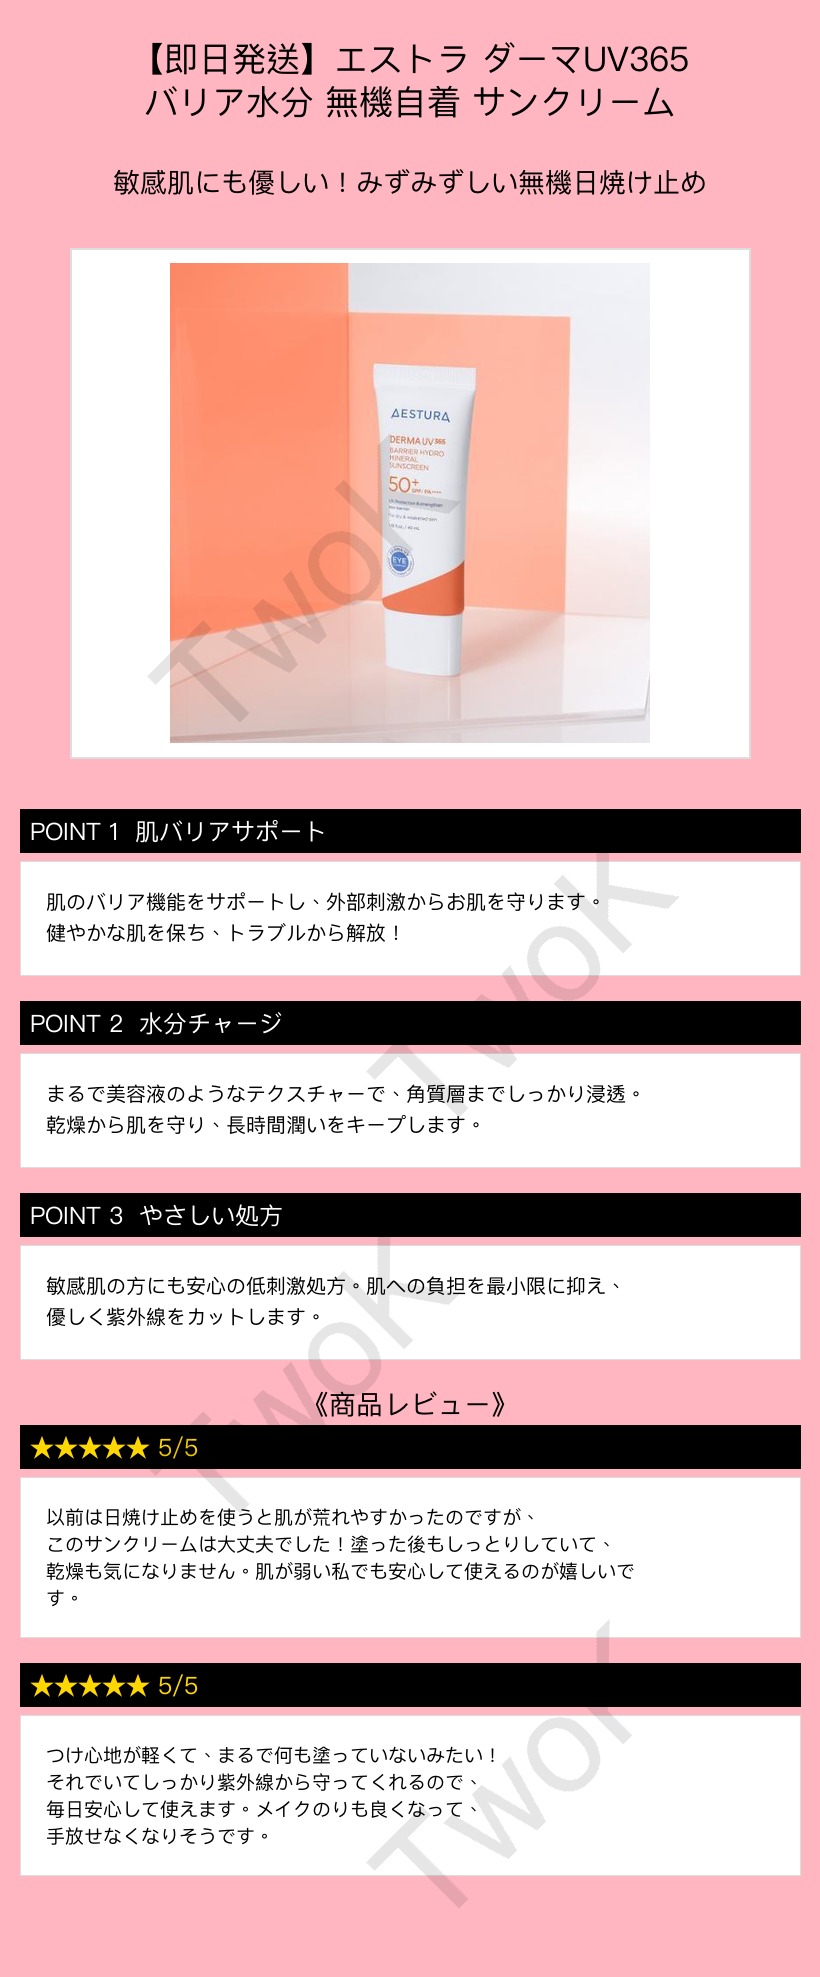 【即日発送】エストラ ダーマUV365
バリア水分 無機自着 サンクリーム
敏感肌にも優しい！みずみずしい無機日焼け止め
AESTURA
DERMA UV365
BARRIER HYDRO
MINERAL
SUNSCREEN
50+
SPF/ PA++++
UV Protection & strengthen
skin barrier
For dry & weakened skin
EYE
TwoK
POINT 1 肌バリアサポート
肌のバリア機能をサポートし、外部刺激からお肌を守ります。
健やかな肌を保ち、トラブルから解放！
TwoK
POINT 2 水分チャージ
まるで美容液のようなテクスチャーで、角質層までしっかり浸透。
乾燥から肌を守り、長時間潤いをキープします。
POINT 3 やさしい処方
敏感肌の方にも安心の低刺激処方。肌への負担を最小限に抑え、
優しく紫外線をカットします。
TwoK
《商品レビュー》
★★★★★ 5/5
以前は日焼け止めを使うと肌が荒れやすかったのですが、
このサンクリームは大丈夫でした！塗った後もしっとりしていて、
乾燥も気になりません。肌が弱い私でも安心して使えるのが嬉しいで
す。
★★★★★ 5/5
つけ心地が軽くて、まるで何も塗っていないみたい！
それでいてしっかり紫外線から守ってくれるので、
毎日安心して使えます。メイクのりも良くなって、
手放せなくなりそうです。
TwoK